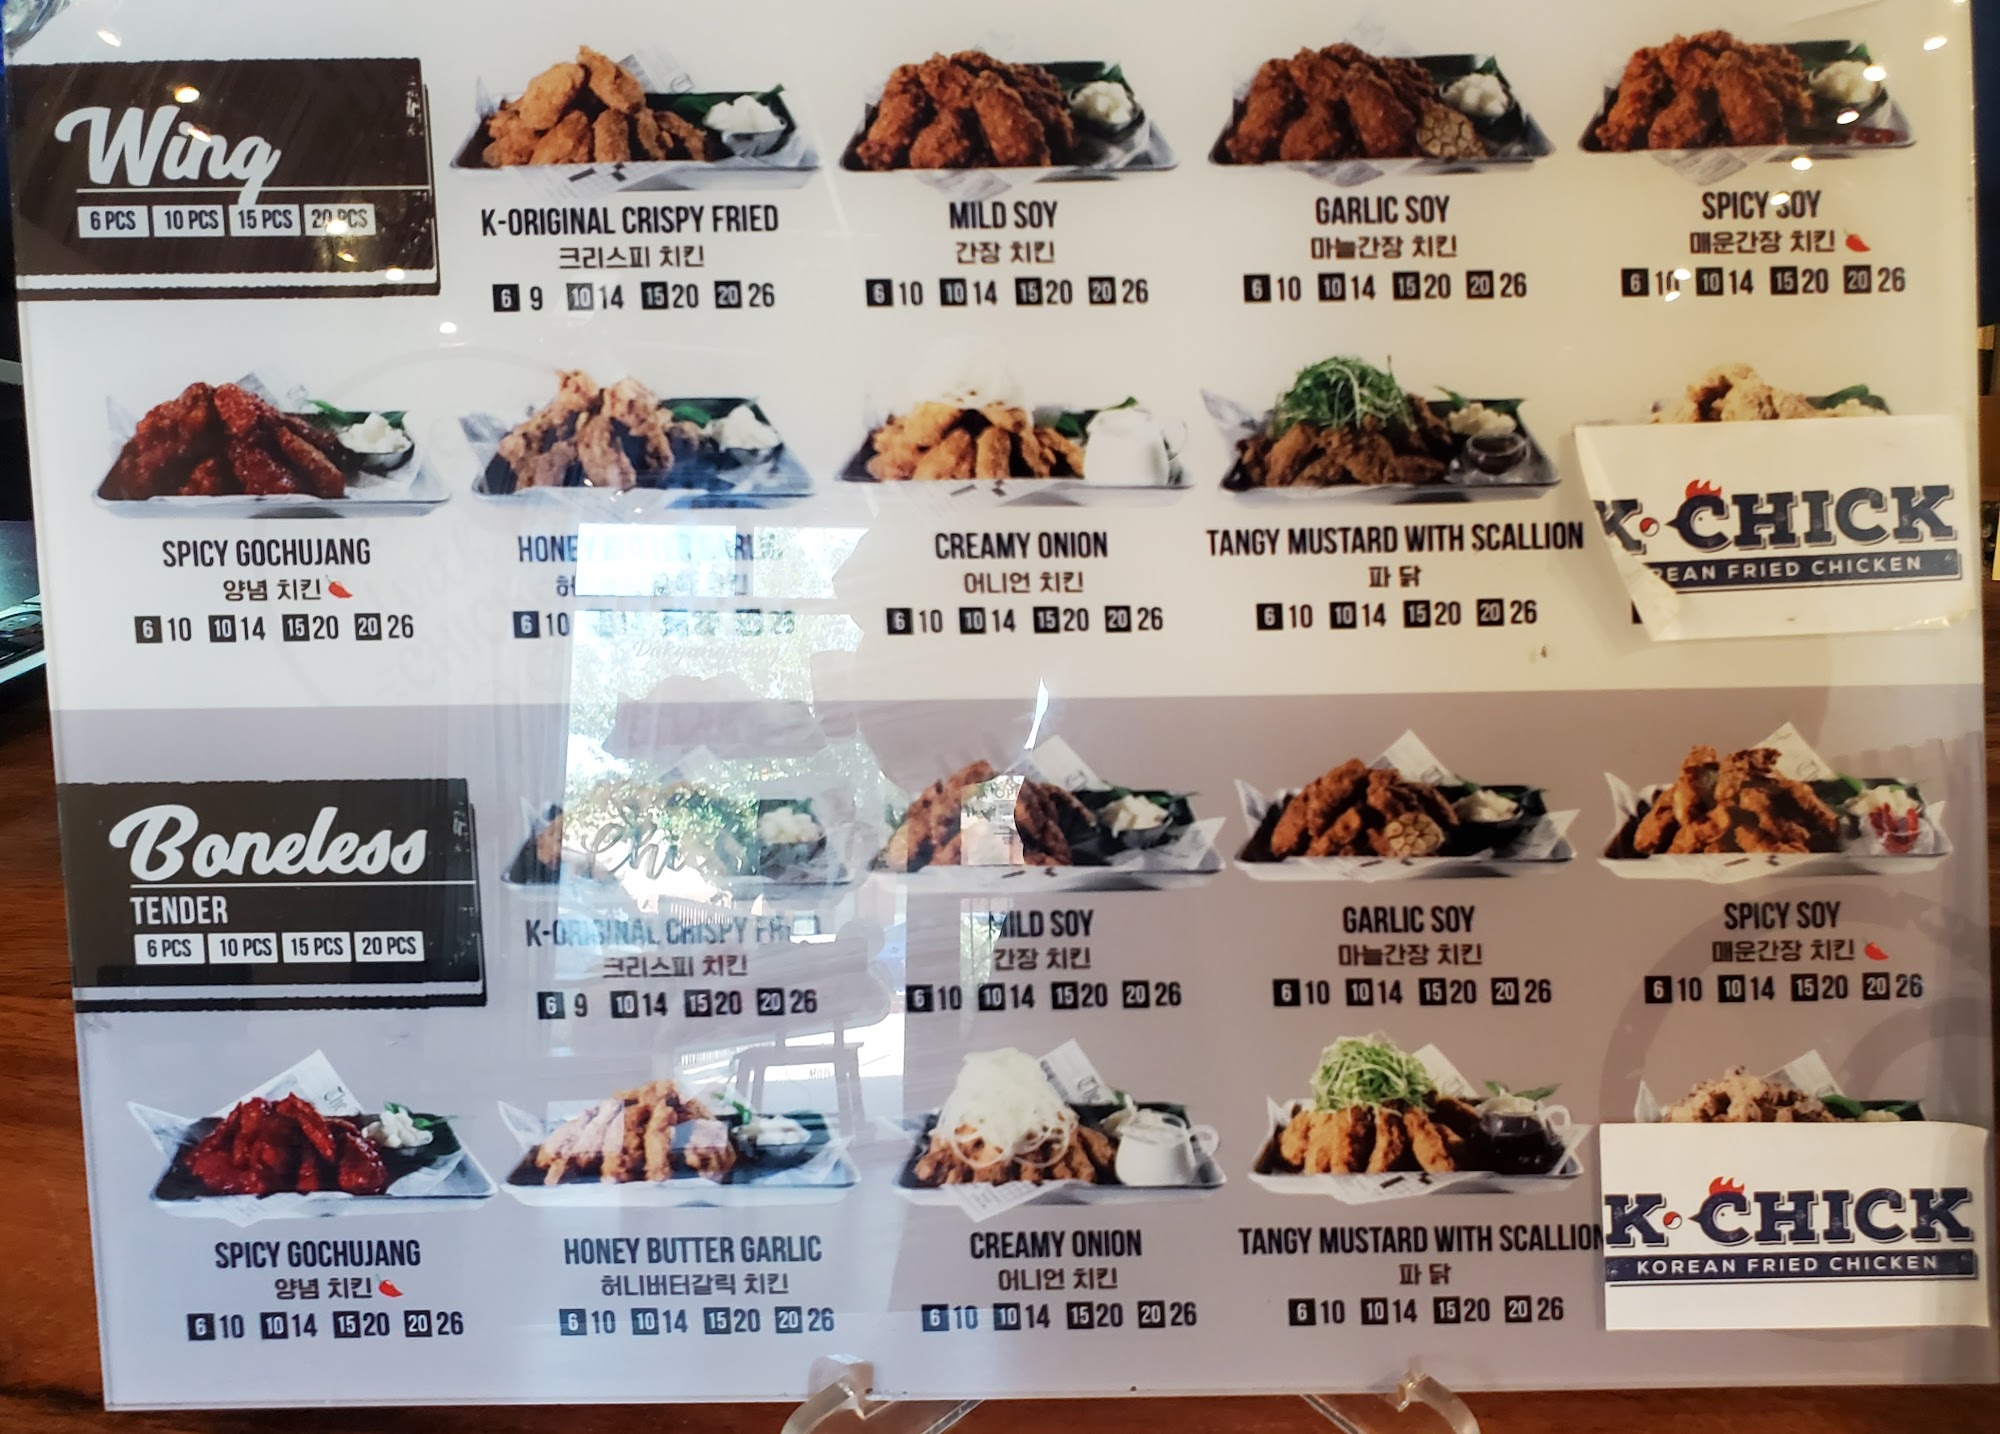 Wing
6 PCS 10 PCS 15 PCS 20 PCS
K-ORIGINAL CRISPY FRIED
크리스피 치킨
6 9 10 14 15 20 20 26
MILD SOY
간장 치킨
6 10 10 14 15 20 20 26
GARLIC SOY
마늘간장 치킨
6 10 10 14 15 20 20 26
SPICY SOY
매운간장 치킨
6 10 10 14 15 20 20 26
SPICY GOCHUJANG
양념 치킨
6 10 10 14 15 20 20 26
6 10
CREAMY ONION
어니언 치킨
6 10 10 14 15 20 20 26
TANGY MUSTARD WITH SCALLION
파 닭
6 10 10 14 15 20 20 26
K·CHICK
REAN FRIED CHICKEN
Boneless
TENDER
6 PCS 10 PCS 15 PCS 20 PCS
K-ORIGINAL CRISPY FRIED
크리스피 치킨
6 9 10 14 15 20 20 26
MILD SOY
간장 치킨
6 10 10 14 15 20 20 26
GARLIC SOY
마늘간장 치킨
6 10 10 14 15 20 20 26
SPICY SOY
매운간장 치킨
6 10 10 14 15 20 20 26
SPICY GOCHUJANG
양념 치킨
6 10 10 14 15 20 20 26
HONEY BUTTER GARLIC
허니버터갈릭 치킨
6 10 10 14 15 20 20 26
CREAMY ONION
어니언 치킨
6 10 10 14 15 20 20 26
TANGY MUSTARD WITH SCALLION
파 닭
6 10 10 14 15 20 20 26
K·CHICK
KOREAN FRIED CHICKEN